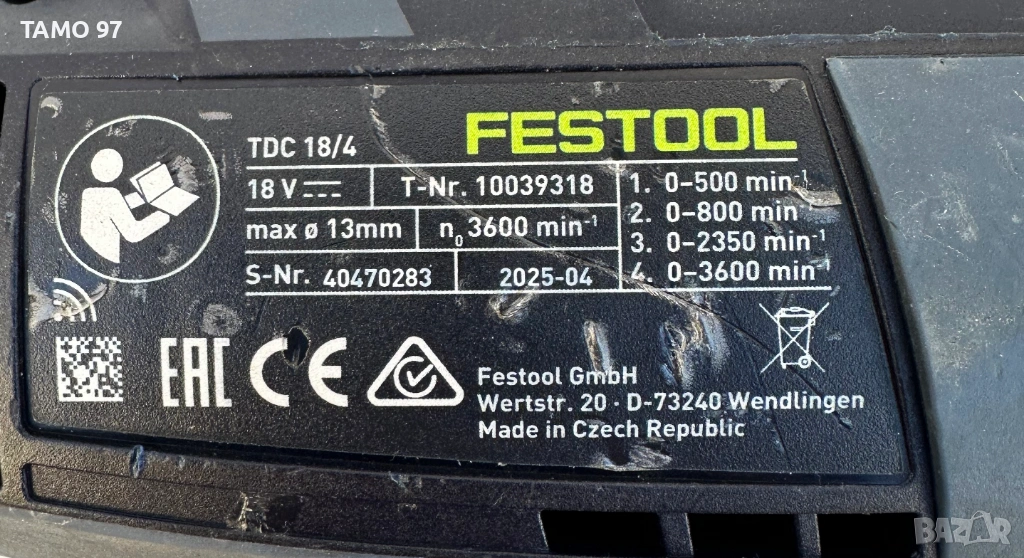 TAMO 97
FESTOOL
TDC 18/4
18 V
T-Nr. 10039318
max ø 13mm
n₀ 3600 min⁻¹
S-Nr. 40470283
2025-04
1. 0-500 min⁻¹
2. 0-800 min⁻¹
3. 0-2350 min⁻¹
4. 0-3600 min⁻¹
EAC CE
Festool GmbH
Wertstr. 20 · D-73240 Wendlingen
Made in Czech Republic
BAZAR